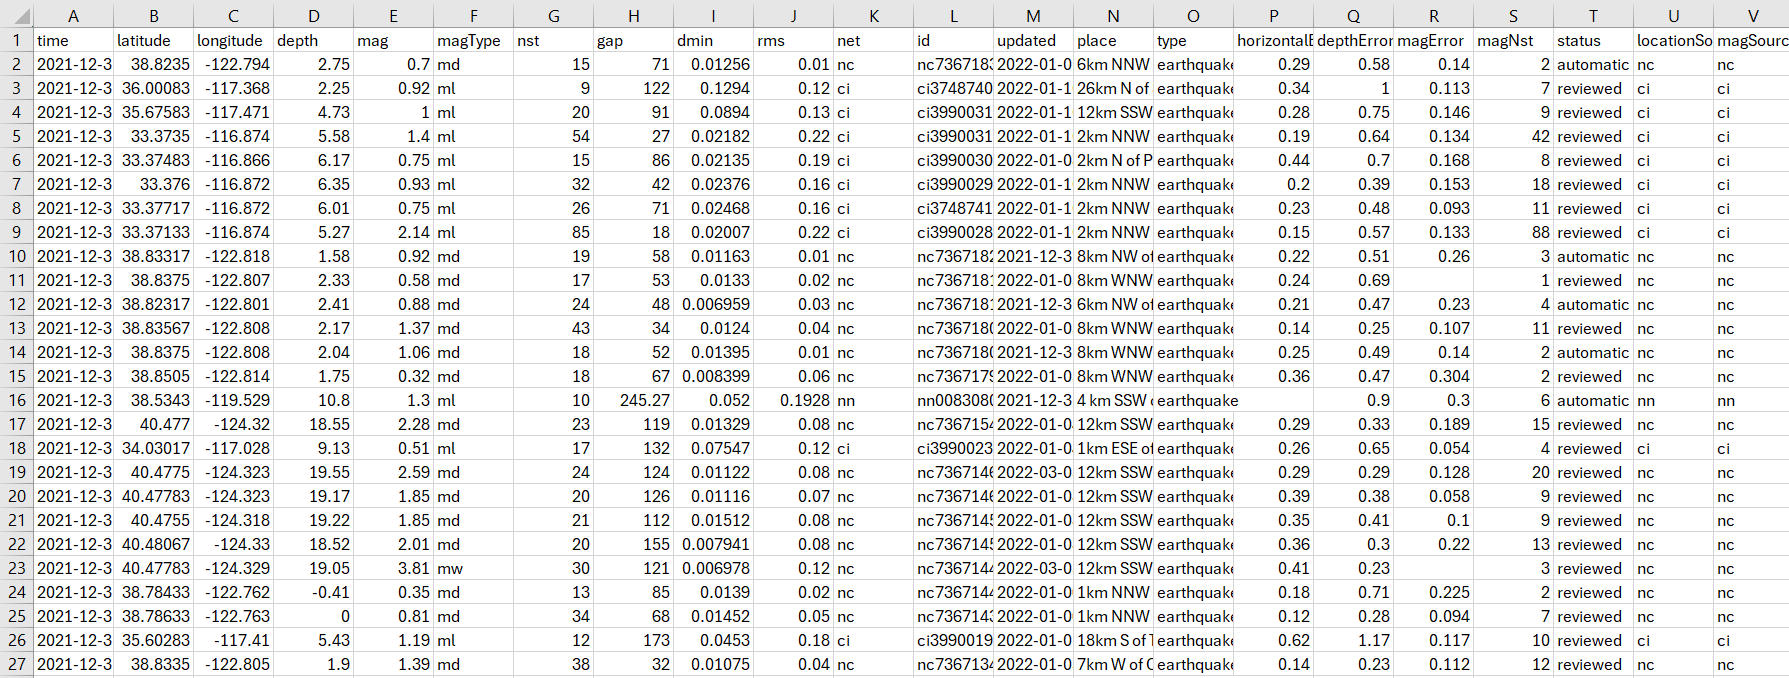 A B C D E F G H I J K L M N O P Q R S T U V
1 time latitude longitude depth mag magType nst gap dmin rms net id updated place type horizontalE depthError magError magNst status locationSo magSourc
2 2021-12-3 38.8235 -122.794 2.75 0.7 md 15 71 0.01256 0.01 nc nc7367183 2022-01-0 6km NNW earthquake 0.29 0.58 0.14 2 automatic nc nc
3 2021-12-3 36.00083 -117.368 2.25 0.92 ml 9 122 0.1294 0.12 ci ci3748740 2022-01-1 26km N of earthquake 0.34 1 0.113 7 reviewed ci ci
4 2021-12-3 35.67583 -117.471 4.73 1 ml 20 91 0.0894 0.13 ci ci3990031 2022-01-1 12km SSW earthquake 0.28 0.75 0.146 9 reviewed ci ci
5 2021-12-3 33.3735 -116.874 5.58 1.4 ml 54 27 0.02182 0.22 ci ci3990031 2022-01-1 2km NNW earthquake 0.19 0.64 0.134 42 reviewed ci ci
6 2021-12-3 33.37483 -116.866 6.17 0.75 ml 15 86 0.02135 0.19 ci ci3990030 2022-01-0 2km N of P earthquake 0.44 0.7 0.168 8 reviewed ci ci
7 2021-12-3 33.376 -116.872 6.35 0.93 ml 32 42 0.02376 0.16 ci ci3990029 2022-01-1 2km NNW earthquake 0.2 0.39 0.153 18 reviewed ci ci
8 2021-12-3 33.37717 -116.872 6.01 0.75 ml 26 71 0.02468 0.16 ci ci3748741 2022-01-1 2km NNW earthquake 0.23 0.48 0.093 11 reviewed ci ci
9 2021-12-3 33.37133 -116.874 5.27 2.14 ml 85 18 0.02007 0.22 ci ci3990028 2022-01-1 2km NNW earthquake 0.15 0.57 0.133 88 reviewed ci ci
10 2021-12-3 38.83317 -122.818 1.58 0.92 md 19 58 0.01163 0.01 nc nc7367182 2021-12-3 8km NW of earthquake 0.22 0.51 0.26 3 automatic nc nc
11 2021-12-3 38.8375 -122.807 2.33 0.58 md 17 53 0.0133 0.02 nc nc7367181 2022-01-0 8km WNW earthquake 0.24 0.69 1 reviewed nc nc
12 2021-12-3 38.82317 -122.801 2.41 0.88 md 24 48 0.006959 0.03 nc nc7367181 2021-12-3 6km NW of earthquake 0.21 0.47 0.23 4 automatic nc nc
13 2021-12-3 38.83567 -122.808 2.17 1.37 md 43 34 0.0124 0.04 nc nc7367180 2022-01-0 8km WNW earthquake 0.14 0.25 0.107 11 reviewed nc nc
14 2021-12-3 38.8375 -122.808 2.04 1.06 md 18 52 0.01395 0.01 nc nc7367180 2021-12-3 8km WNW earthquake 0.25 0.49 0.14 2 automatic nc nc
15 2021-12-3 38.8505 -122.814 1.75 0.32 md 18 67 0.008399 0.06 nc nc7367179 2022-01-0 8km WNW earthquake 0.36 0.47 0.304 2 reviewed nc nc
16 2021-12-3 38.5343 -119.529 10.8 1.3 ml 10 245.27 0.052 0.1928 nn nn0083080 2021-12-3 4 km SSW o earthquake 0.9 0.3 6 automatic nn nn
17 2021-12-3 40.477 -124.32 18.55 2.28 md 23 119 0.01329 0.08 nc nc7367154 2022-01-0 12km SSW earthquake 0.29 0.33 0.189 15 reviewed nc nc
18 2021-12-3 34.03017 -117.028 9.13 0.51 ml 17 132 0.07547 0.12 ci ci3990023 2022-01-0 1km ESE of earthquake 0.26 0.65 0.054 4 reviewed ci ci
19 2021-12-3 40.4775 -124.323 19.55 2.59 md 24 124 0.01122 0.08 nc nc7367146 2022-03-0 12km SSW earthquake 0.29 0.29 0.128 20 reviewed nc nc
20 2021-12-3 40.47783 -124.323 19.17 1.85 md 20 126 0.01116 0.07 nc nc7367146 2022-01-0 12km SSW earthquake 0.39 0.38 0.058 9 reviewed nc nc
21 2021-12-3 40.4755 -124.318 19.22 1.85 md 21 112 0.01512 0.08 nc nc7367145 2022-01-0 12km SSW earthquake 0.35 0.41 0.1 9 reviewed nc nc
22 2021-12-3 40.48067 -124.33 18.52 2.01 md 20 155 0.007941 0.08 nc nc7367145 2022-01-0 12km SSW earthquake 0.36 0.3 0.22 13 reviewed nc nc
23 2021-12-3 40.47783 -124.329 19.05 3.81 mw 30 121 0.006978 0.12 nc nc7367144 2022-03-0 12km SSW earthquake 0.41 0.23 3 reviewed nc nc
24 2021-12-3 38.78433 -122.762 -0.41 0.35 md 13 85 0.0139 0.02 nc nc7367144 2022-01-0 1km NNW earthquake 0.18 0.71 0.225 2 reviewed nc nc
25 2021-12-3 38.78633 -122.763 0 0.81 md 34 68 0.01452 0.05 nc nc7367143 2022-01-0 1km NNW earthquake 0.12 0.28 0.094 7 reviewed nc nc
26 2021-12-3 35.60283 -117.41 5.43 1.19 ml 12 173 0.0453 0.18 ci ci3990019 2022-01-0 18km S of T earthquake 0.62 1.17 0.117 10 reviewed ci ci
27 2021-12-3 38.8335 -122.805 1.9 1.39 md 38 32 0.01075 0.04 nc nc7367134 2022-01-0 7km W of C earthquake 0.14 0.23 0.112 12 reviewed nc nc